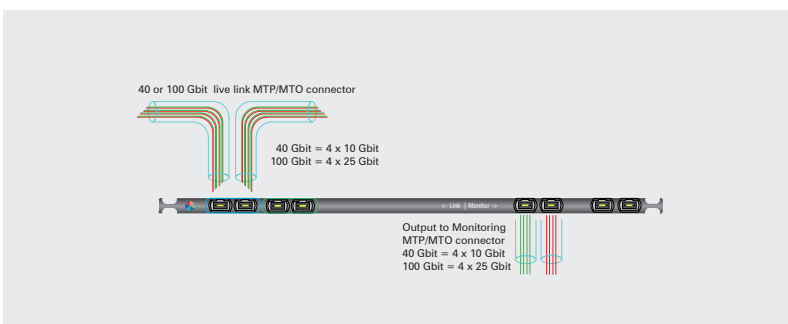 40 or 100 Gbit live link MTP/MTO connector
40 Gbit = 4 x 10 Gbit
100 Gbit = 4 x 25 Gbit
<- Link | Monitor ->
Output to Monitoring
MTP/MTO connector
40 Gbit = 4 x 10 Gbit
100 Gbit = 4 x 25 Gbit